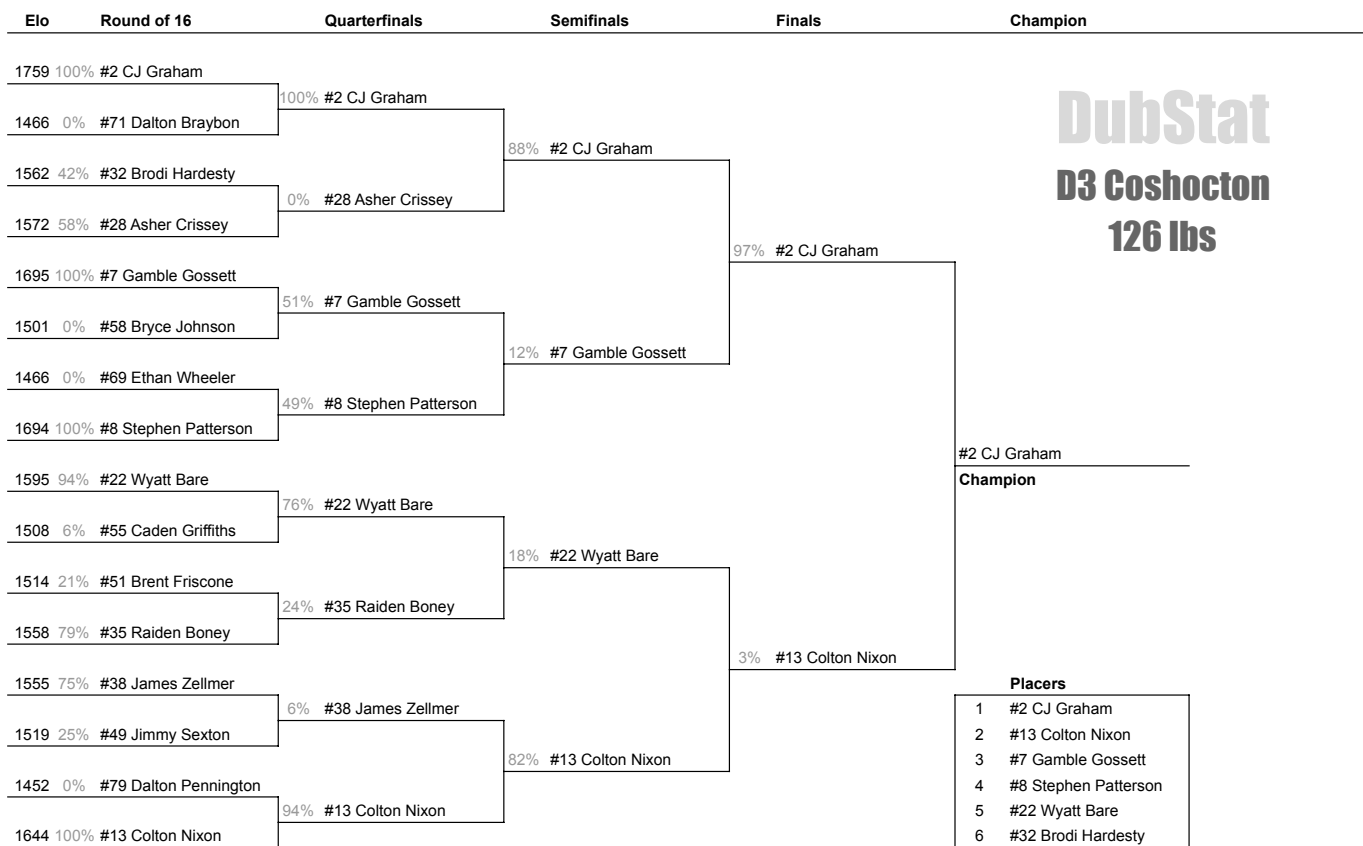 Elo Round of 16 Quarterfinals Semifinals Finals Champion
1759 100% #2 CJ Graham
100% #2 CJ Graham
1466 0% #71 Dalton Braybon
88% #2 CJ Graham
1562 42% #32 Brodi Hardesty
0% #28 Asher Crissey
1572 58% #28 Asher Crissey
97% #2 CJ Graham
1695 100% #7 Gamble Gossett
51% #7 Gamble Gossett
1501 0% #58 Bryce Johnson
12% #7 Gamble Gossett
1466 0% #69 Ethan Wheeler
49% #8 Stephen Patterson
1694 100% #8 Stephen Patterson
#2 CJ Graham
Champion
1595 94% #22 Wyatt Bare
76% #22 Wyatt Bare
1508 6% #55 Caden Griffiths
18% #22 Wyatt Bare
1514 21% #51 Brent Friscone
24% #35 Raiden Boney
1558 79% #35 Raiden Boney
3% #13 Colton Nixon
1555 75% #38 James Zellmer
6% #38 James Zellmer
1519 25% #49 Jimmy Sexton
82% #13 Colton Nixon
1452 0% #79 Dalton Pennington
94% #13 Colton Nixon
1644 100% #13 Colton Nixon
DubStat
D3 Coshocton
126 lbs
Placers
1 #2 CJ Graham
2 #13 Colton Nixon
3 #7 Gamble Gossett
4 #8 Stephen Patterson
5 #22 Wyatt Bare
6 #32 Brodi Hardesty